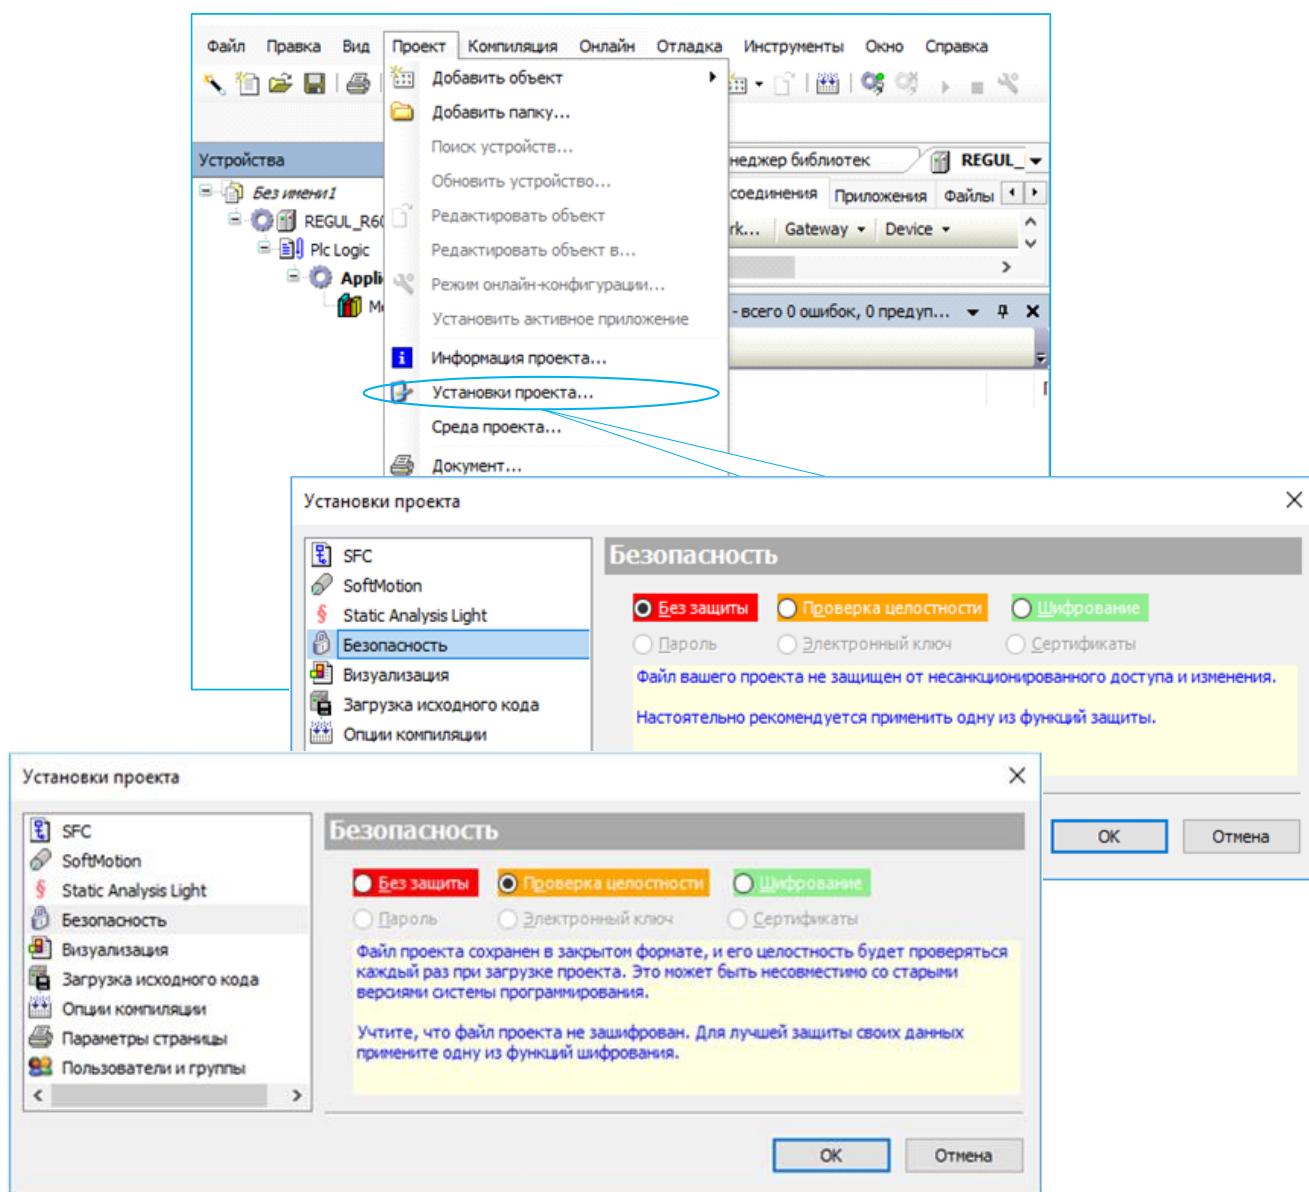 Файл Правка Вид Проект Компиляция Онлайн Отладка Инструменты Окно Справка
Добавить объект
Добавить папку...
Поиск устройств...
Обновить устройство...
Редактировать объект
Редактировать объект в...
Режим онлайн-конфигурации...
Установить активное приложение
Информация проекта...
Установки проекта...
Среда проекта...
Документ...
Устройства
Без имени1
REGUL_R60
Plc Logic
Appli
Me
неджер библиотек REGUL_
соединения Приложения Файлы
rk... Gateway Device
- всего 0 ошибок, 0 предуп...
Установки проекта
SFC
SoftMotion
§ Static Analysis Light
Безопасность
Визуализация
Загрузка исходного кода
Опции компиляции
Безопасность
Без защиты Проверка целостности Шифрование
Пароль Электронный ключ Сертификаты
Файл вашего проекта не защищен от несанкционированного доступа и изменения.
Настоятельно рекомендуется применить одну из функций защиты.
OK Отмена
Установки проекта
SFC
SoftMotion
§ Static Analysis Light
Безопасность
Визуализация
Загрузка исходного кода
Опции компиляции
Параметры страницы
Пользователи и группы
Безопасность
Без защиты Проверка целостности Шифрование
Пароль Электронный ключ Сертификаты
Файл проекта сохранен в закрытом формате, и его целостность будет проверяться
каждый раз при загрузке проекта. Это может быть несовместимо со старыми
версиями системы программирования.
Учтите, что файл проекта не зашифрован. Для лучшей защиты своих данных
примените одну из функций шифрования.
OK Отмена